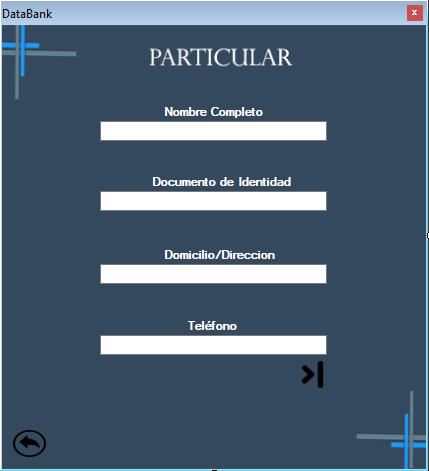 DataBank
PARTICULAR
Nombre Completo
Documento de Identidad
Domicilio/Direccion
Teléfono